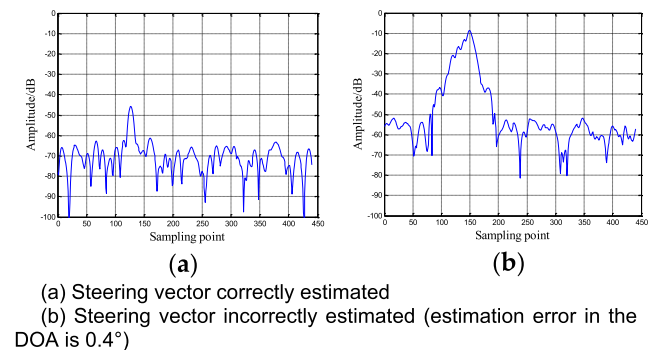 0
-10
-20
-30
-40
-50
-60
-70
-80
-90
-100
Amplitude/dB
0 50 100 150 200 250 300 350 400 450
Sampling point
(a)
0
-10
-20
-30
-40
-50
-60
-70
-80
-90
-100
Amplitude/dB
0 50 100 150 200 250 300 350 400 450
Sampling point
(b)
(a) Steering vector correctly estimated
(b) Steering vector incorrectly estimated (estimation error in the
DOA is 0.4°)